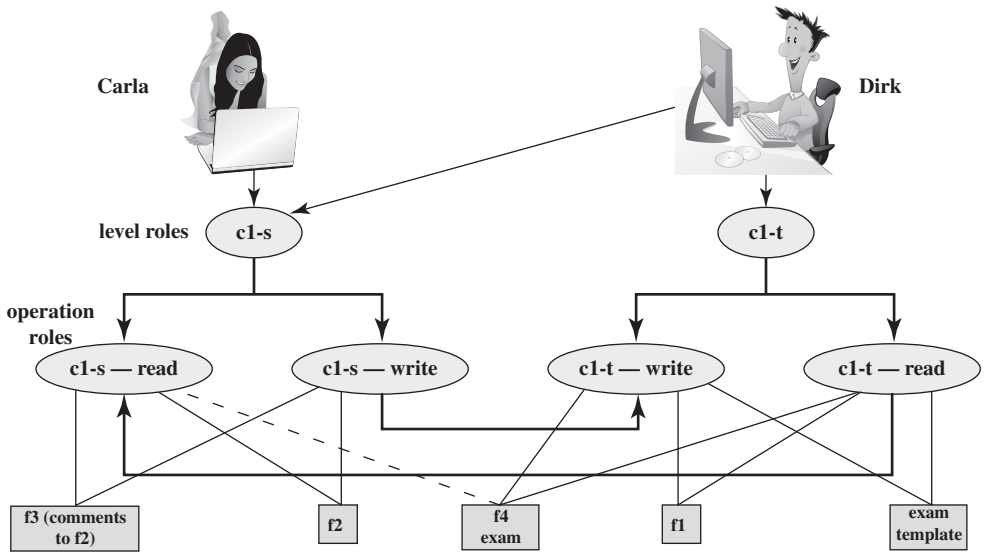 Carla
Dirk
level roles
c1-s
c1-t
operation
roles
c1-s — read
c1-s — write
c1-t — write
c1-t — read
f3 (comments
to f2)
f2
f4
exam
f1
exam
template